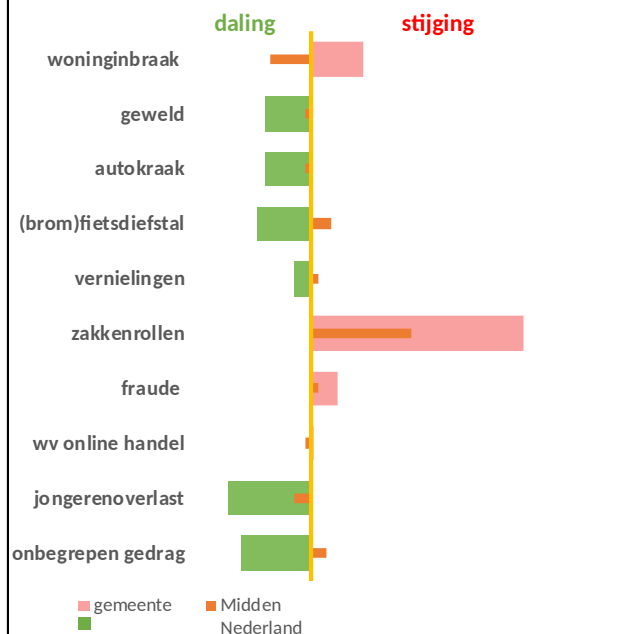 daling stijging
woninginbraak
geweld
autokraak
(brom)fietsdiefstal
vernielingen
zakkenrollen
fraude
wv online handel
jongerenoverlast
onbegrepen gedrag
gemeente Midden
Nederland